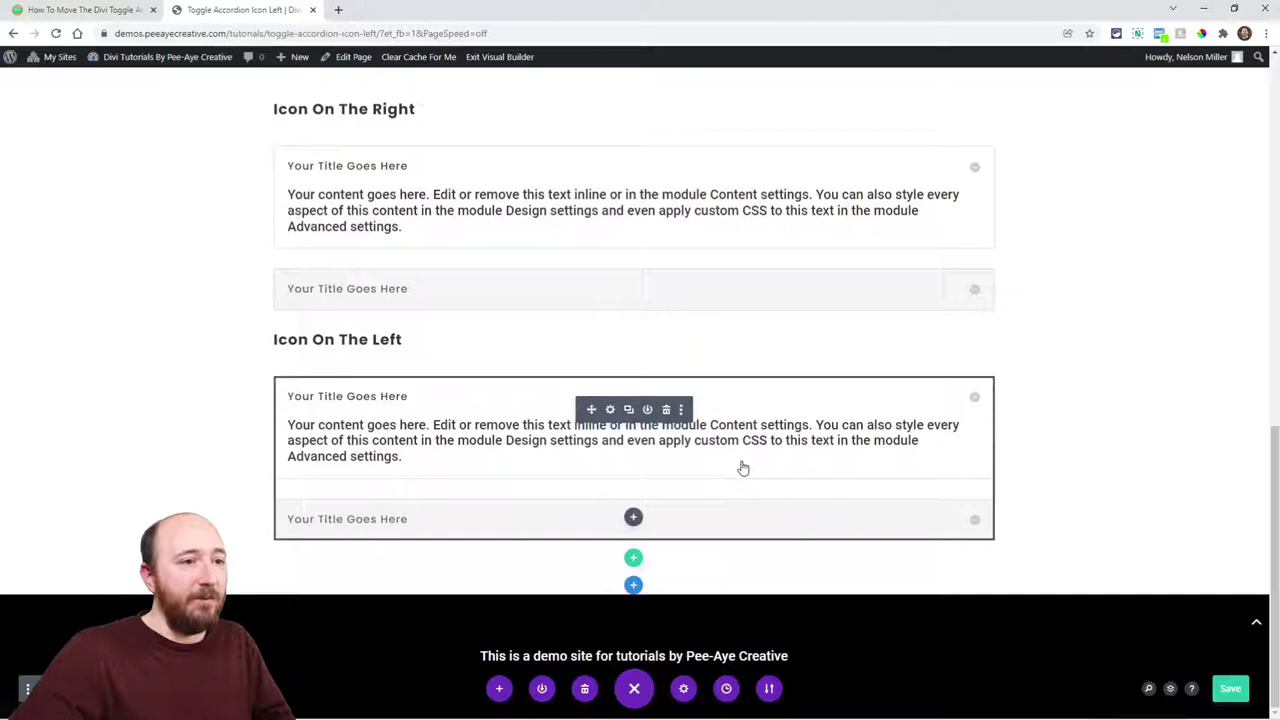 How To Move The Divi Toggle A
Toggle Accordion Icon Left | Div
demos.peeayecreative.com/tutorials/toggle-accordion-icon-left/?et_fb=1&PageSpeed=off
My Sites Divi Tutorials By Pee-Aye Creative 0 New Edit Page Clear Cache For Me Exit Visual Builder Howdy, Nelson Miller
Icon On The Right
Your Title Goes Here
Your content goes here. Edit or remove this text inline or in the module Content settings. You can also style every
aspect of this content in the module Design settings and even apply custom CSS to this text in the module
Advanced settings.
Your Title Goes Here
Icon On The Left
Your Title Goes Here
Your content goes here. Edit or remove this text inline or in the module Content settings. You can also style every
aspect of this content in the module Design settings and even apply custom CSS to this text in the module
Advanced settings.
Your Title Goes Here
This is a demo site for tutorials by Pee-Aye Creative
Save